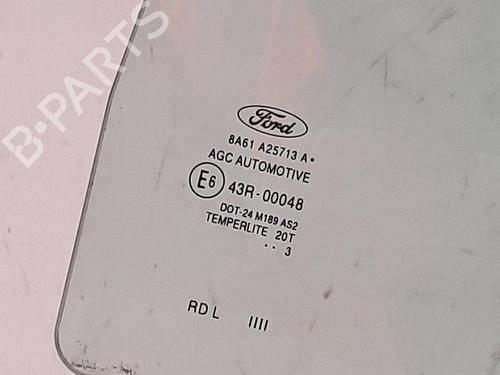 B-PARTS
Ford
8A61 A25713 A•
AGC AUTOMOTIVE
E6 43R-00048
DOT-24 M189 AS2
TEMPERLITE 20T
· · 3
RD L IIII